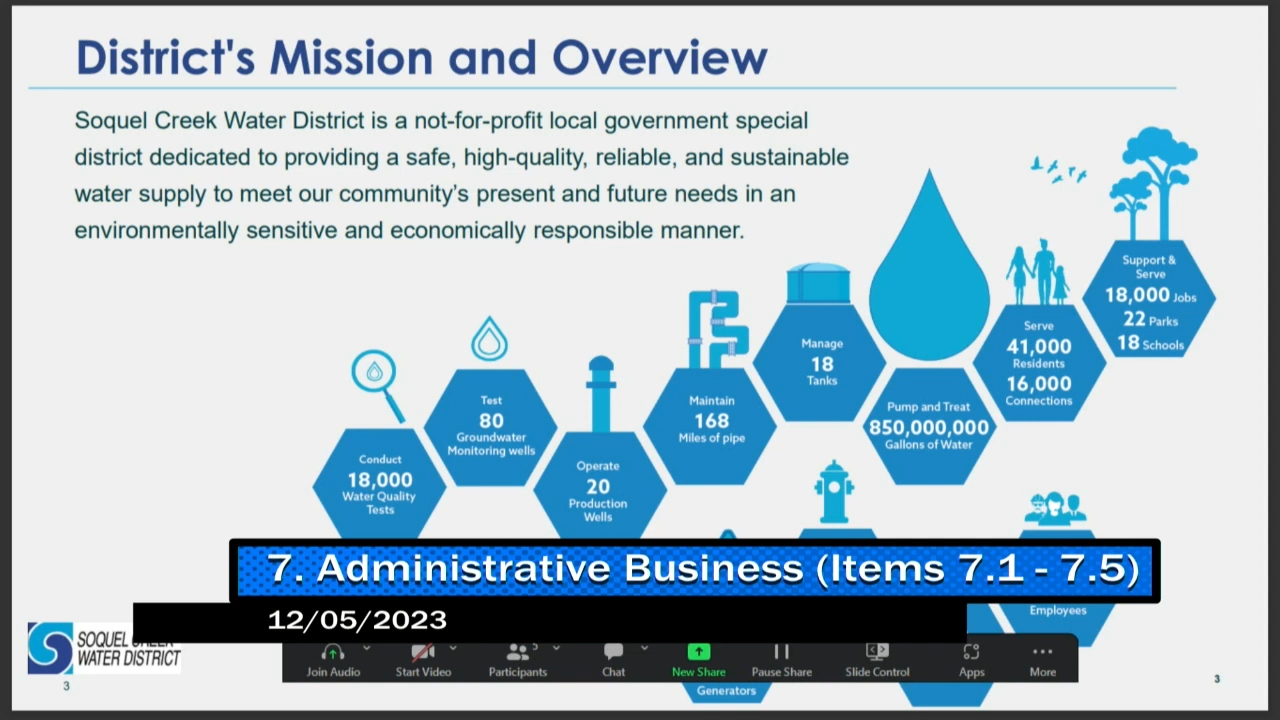 District's Mission and Overview
Soquel Creek Water District is a not-for-profit local government special
district dedicated to providing a safe, high-quality, reliable, and sustainable
water supply to meet our community's present and future needs in an
environmentally sensitive and economically responsible manner.
Conduct
18,000
Water Quality
Tests
Test
80
Groundwater
Monitoring wells
Operate
20
Production
Wells
Maintain
168
Miles of pipe
Manage
18
Tanks
Pump and Treat
850,000,000
Gallons of Water
Serve
41,000
Residents
16,000
Connections
Support &
Serve
18,000 Jobs
22 Parks
18 Schools
7. Administrative Business (Items 7.1 - 7.5)
12/05/2023
Employees
SOQUEL CREEK
WATER DISTRICT
Join Audio
Start Video
5
Participants
Chat
New Share
Pause Share
Slide Control
Apps
More
Generators
3
3